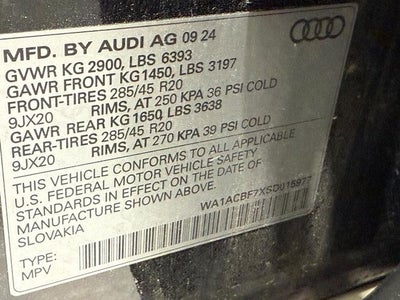 MFD. BY AUDI AG 09 24
GVWR KG 2900, LBS 6393
GAWR FRONT KG1450, LBS 3197
FRONT-TIRES 285/45 R20
9JX20 RIMS, AT 250 KPA 36 PSI COLD
GAWR REAR KG 1650, LBS 3638
REAR-TIRES 285/45 R20
9JX20 RIMS, AT 270 KPA 39 PSI COLD
THIS VEHICLE CONFORMS TO ALL APPLICABLE
U.S. FEDERAL MOTOR VEHICLE SAFETY
STANDARDS IN EFFECT ON THE DATE OF
MANUFACTURE SHOWN ABOVE.
SLOVAKIA
WA1ACBF7XSD015977
TYPE:
MPV